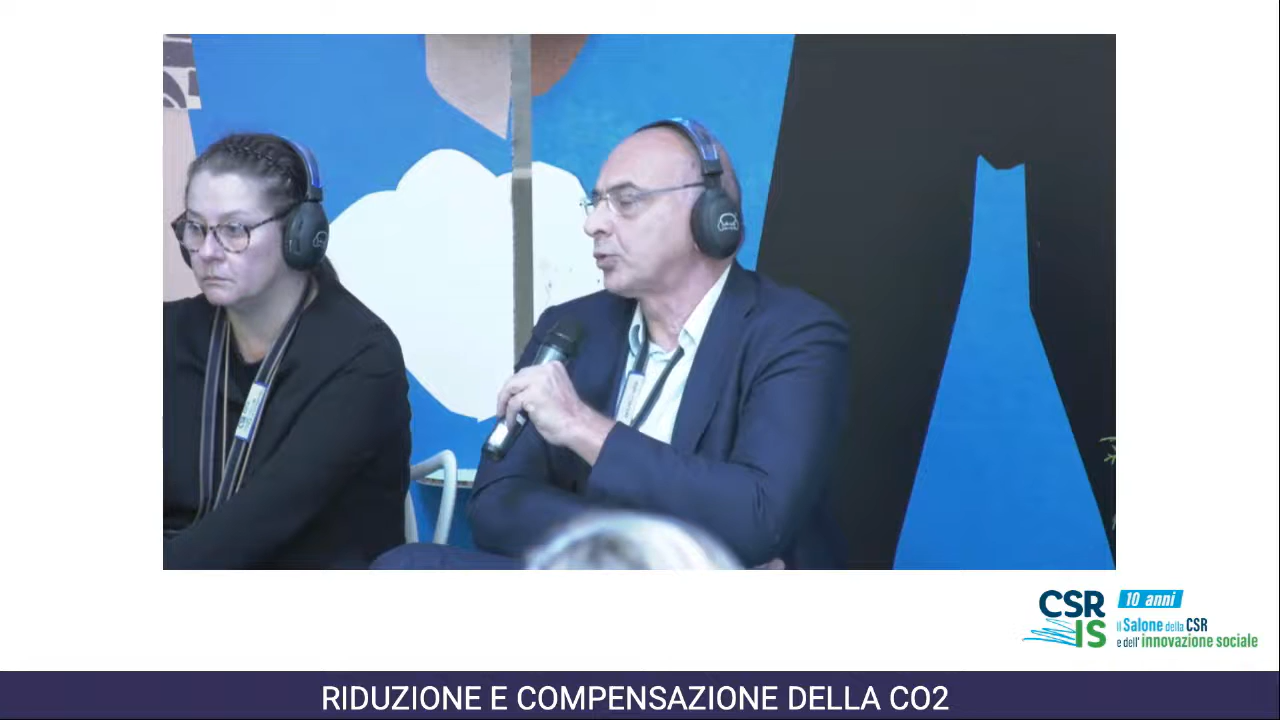 CSR
IS
10 anni
il Salone della CSR
e dell' innovazione sociale
RIDUZIONE E COMPENSAZIONE DELLA CO2